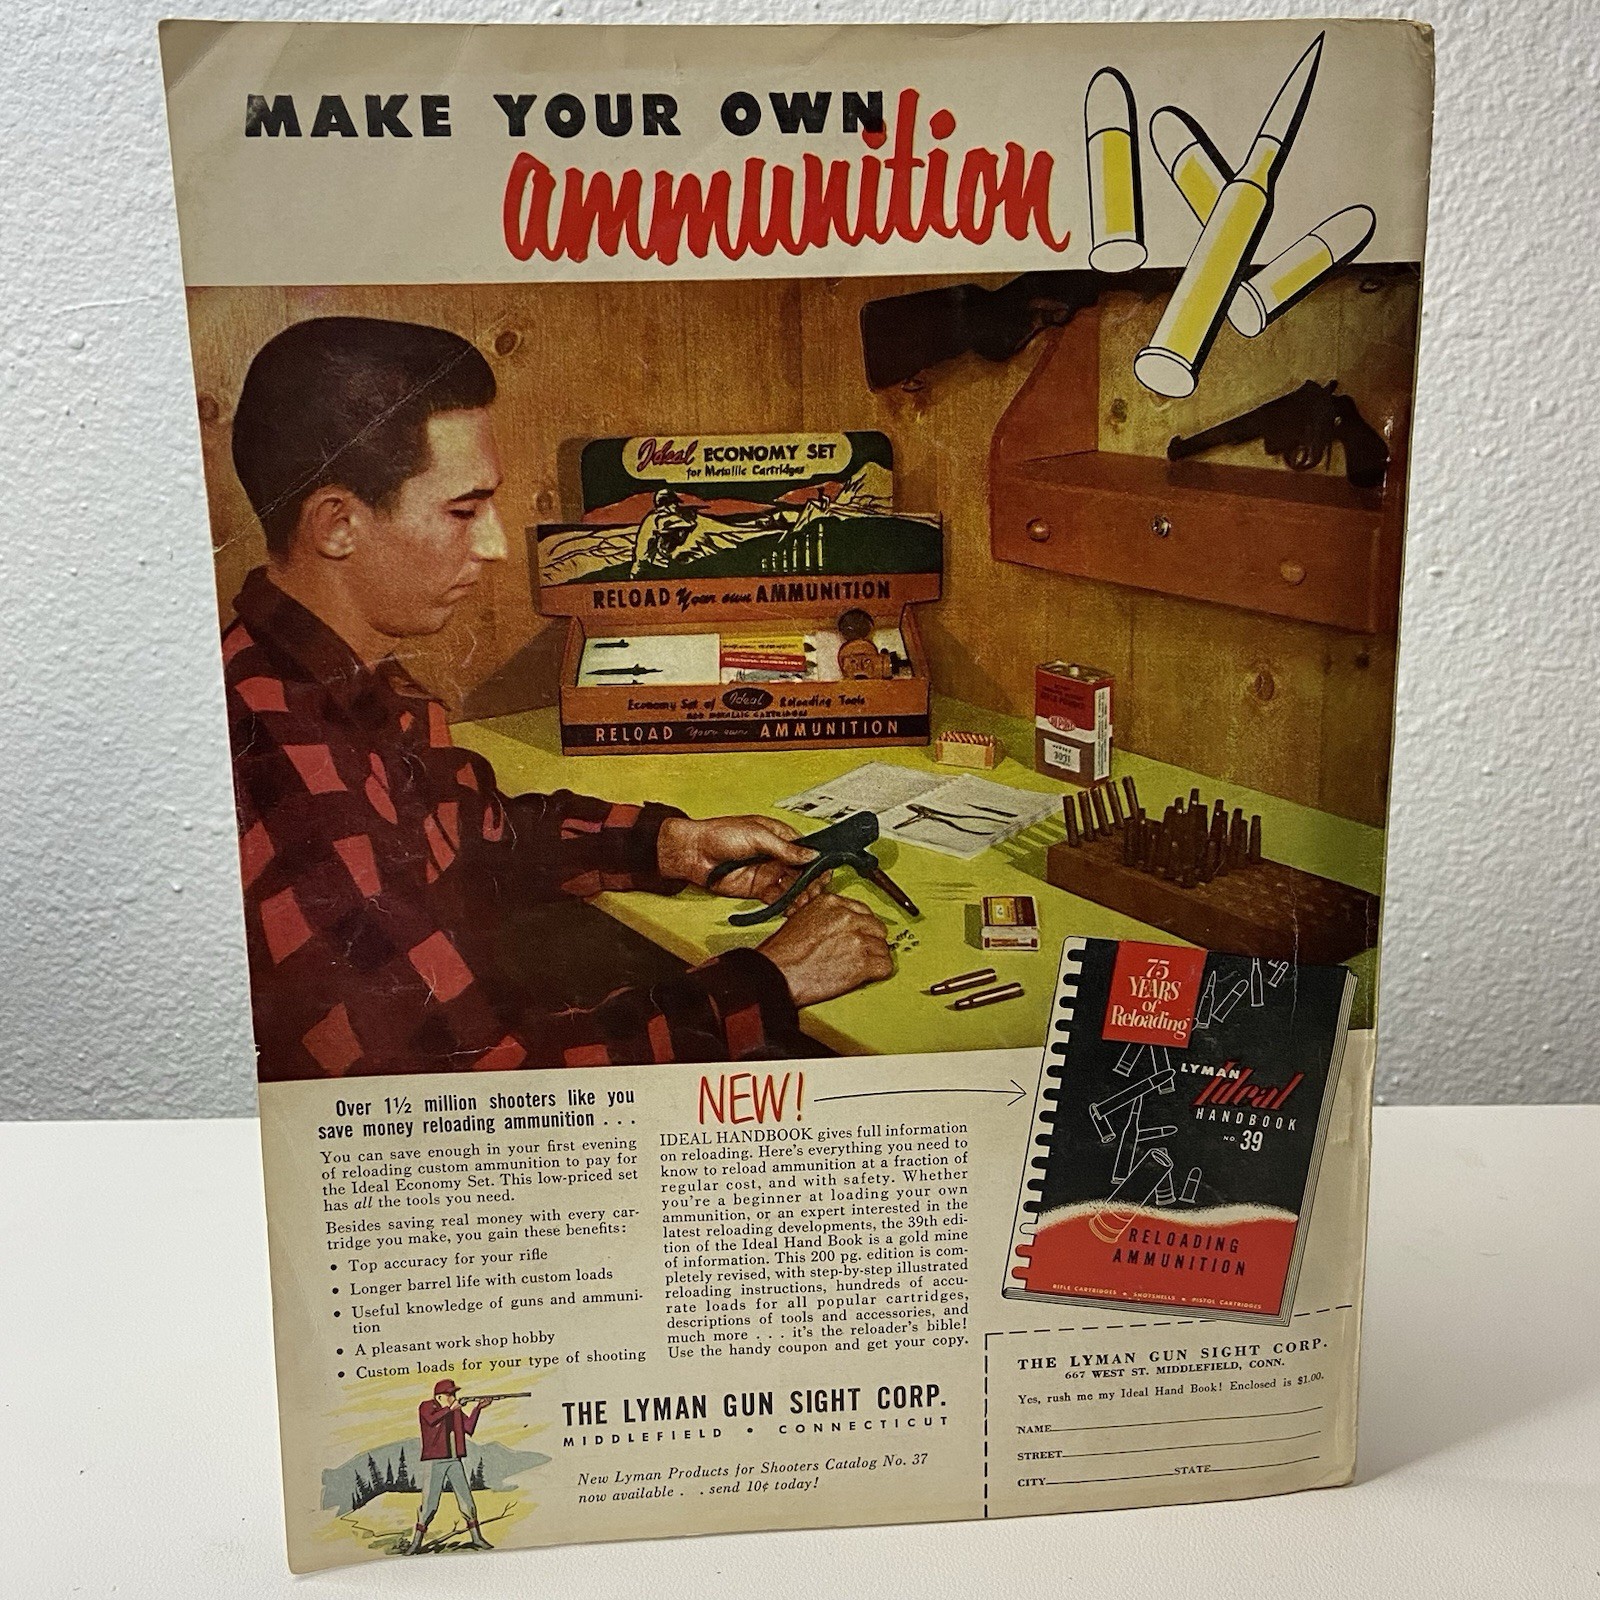 MAKE YOUR OWN
ammunition
Ideal ECONOMY SET
for Metallic Cartridges
RELOAD Your own AMMUNITION
Economy Set of Ideal Reloading Tools
FOR METALLIC CARTRIDGES
RELOAD Your own AMMUNITION
DU PONT
3031
75
YEARS
of
Reloading
LYMAN
Ideal
HANDBOOK
NO. 39
RELOADING
AMMUNITION
RIFLE CARTRIDGES • SHOTSHELLS • PISTOL CARTRIDGES
Over 1½ million shooters like you
save money reloading ammunition . . .
You can save enough in your first evening
of reloading custom ammunition to pay for
the Ideal Economy Set. This low-priced set
has all the tools you need.
Besides saving real money with every car-
tridge you make, you gain these benefits:
• Top accuracy for your rifle
• Longer barrel life with custom loads
• Useful knowledge of guns and ammuni-
tion
• A pleasant work shop hobby
• Custom loads for your type of shooting
NEW!
IDEAL HANDBOOK gives full information
on reloading. Here's everything you need to
know to reload ammunition at a fraction of
regular cost, and with safety. Whether
you're a beginner at loading your own
ammunition, or an expert interested in the
latest reloading developments, the 39th edi-
tion of the Ideal Hand Book is a gold mine
of information. This 200 pg. edition is com-
pletely revised, with step-by-step illustrated
reloading instructions, hundreds of accu-
rate loads for all popular cartridges,
descriptions of tools and accessories, and
much more . . . it's the reloader's bible!
Use the handy coupon and get your copy.
THE LYMAN GUN SIGHT CORP.
MIDDLEFIELD • CONNECTICUT
New Lyman Products for Shooters Catalog No. 37
now available . . send 10¢ today!
THE LYMAN GUN SIGHT CORP.
667 WEST ST. MIDDLEFIELD, CONN.
Yes, rush me my Ideal Hand Book! Enclosed is $1.00.
NAME
STREET
CITY STATE